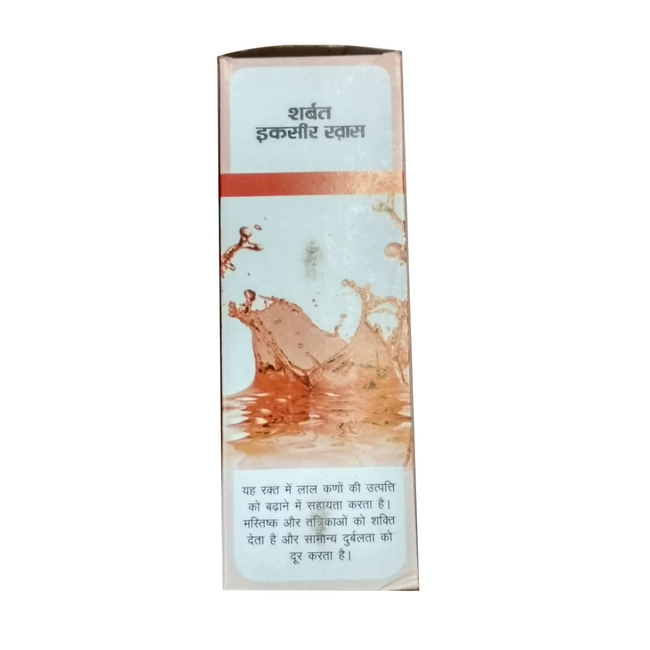 शर्बत
इकसीर ख़ास
यह रक्त में लाल कणों की उत्पत्ति
को बढ़ाने में सहायता करता है।
मस्तिष्क और तंत्रिकाओं को शक्ति
देता है और सामान्य दुर्बलता को
दूर करता है।